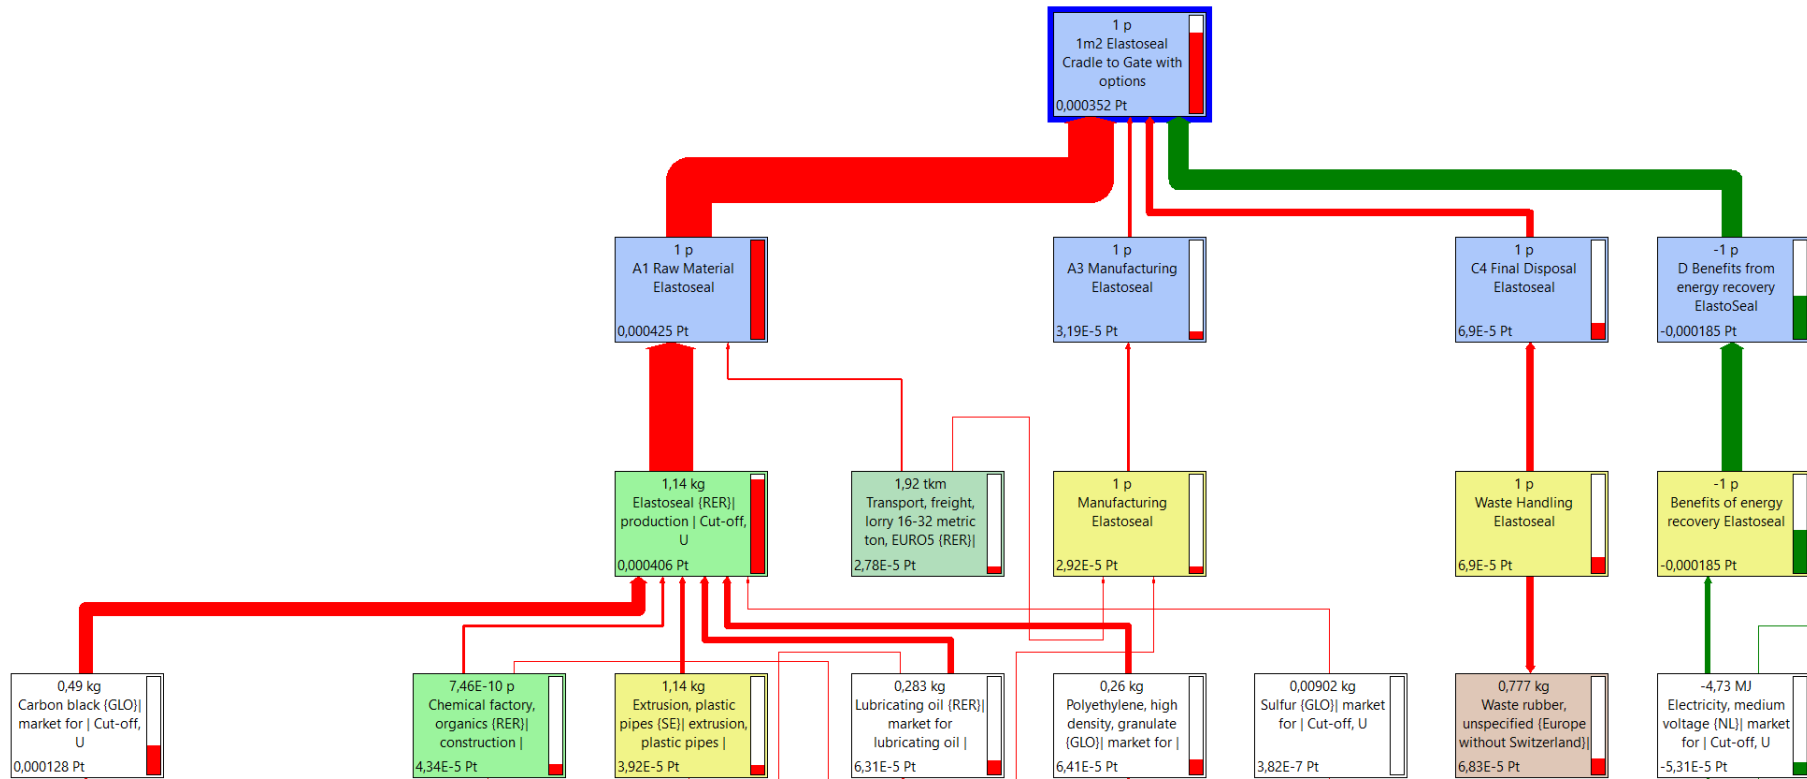 1 p
1m2 Elastoseal
Cradle to Gate with
options
0,000352 Pt
1 p
A1 Raw Material
Elastoseal
0,000425 Pt
1 p
A3 Manufacturing
Elastoseal
3,19E-5 Pt
1 p
C4 Final Disposal
Elastoseal
6,9E-5 Pt
-1 p
D Benefits from
energy recovery
ElastoSeal
-0,000185 Pt
1,14 kg
Elastoseal {RER}|
production | Cut-off,
U
0,000406 Pt
1,92 tkm
Transport, freight,
lorry 16-32 metric
ton, EURO5 {RER}|
2,78E-5 Pt
1 p
Manufacturing
Elastoseal
2,92E-5 Pt
1 p
Waste Handling
Elastoseal
6,9E-5 Pt
-1 p
Benefits of energy
recovery Elastoseal
-0,000185 Pt
0,49 kg
Carbon black {GLO}|
market for | Cut-off,
U
0,000128 Pt
7,46E-10 p
Chemical factory,
organics {RER}|
construction |
4,34E-5 Pt
1,14 kg
Extrusion, plastic
pipes {SE}| extrusion,
plastic pipes |
3,92E-5 Pt
0,283 kg
Lubricating oil {RER}|
market for
lubricating oil |
6,31E-5 Pt
0,26 kg
Polyethylene, high
density, granulate
{GLO}| market for |
6,41E-5 Pt
0,00902 kg
Sulfur {GLO}| market
for | Cut-off, U
3,82E-7 Pt
0,777 kg
Waste rubber,
unspecified {Europe
without Switzerland}|
6,83E-5 Pt
-4,73 MJ
Electricity, medium
voltage {NL}| market
for | Cut-off, U
-5,31E-5 Pt